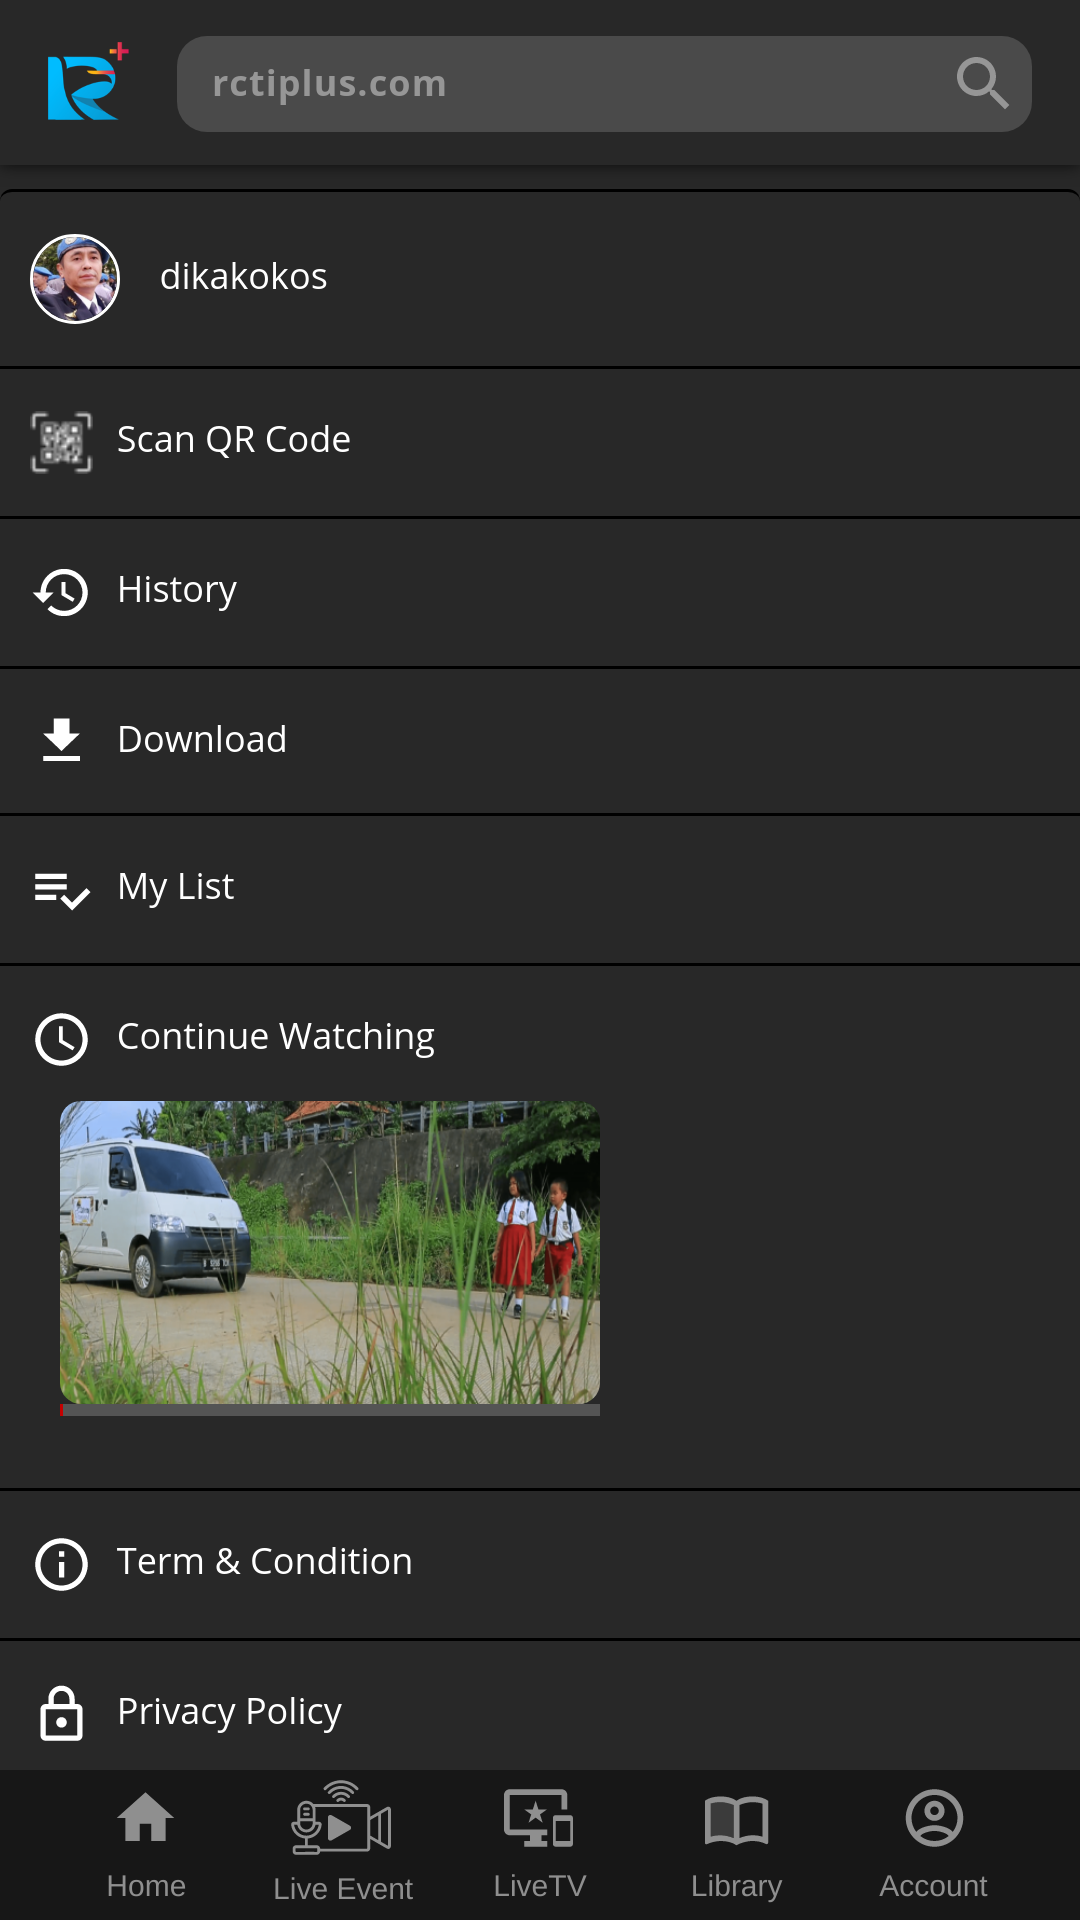 rctiplus.com
dikakokos
Scan QR Code
History
Download
My List
Continue Watching
Term & Condition
Privacy Policy
Home
Live Event
LiveTV
Library
Account